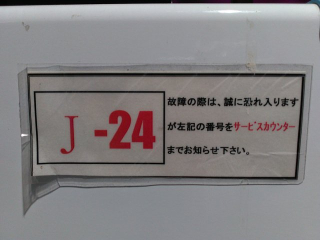 J -24
故障の際は、誠に恐れ入ります
が左記の番号をサービスカウンター
までお知らせ下さい。